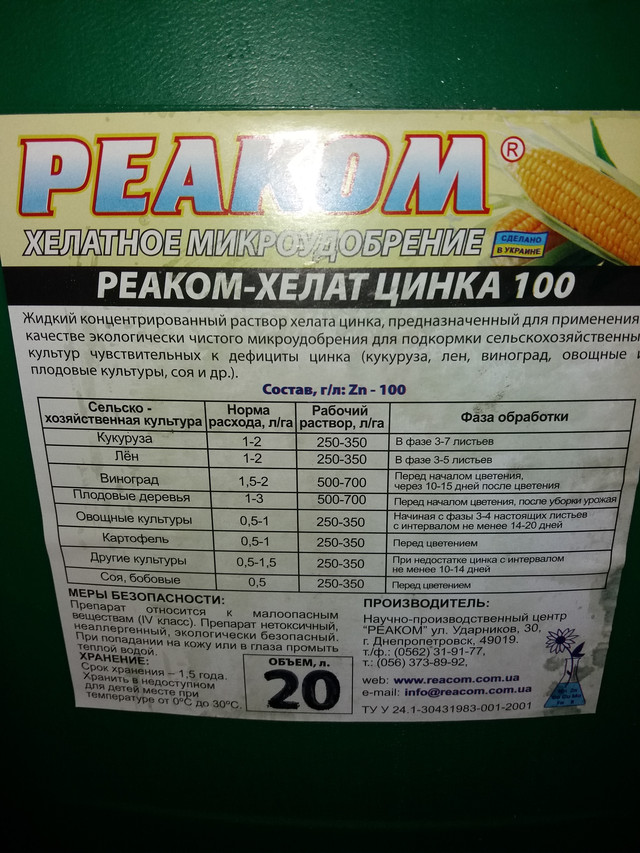 РЕАКОМ ®
ХЕЛАТНОЕ МИКРОУДОБРЕНИЕ
СДЕЛАНО
В УКРАИНЕ
РЕАКОМ-ХЕЛАТ ЦИНКА 100
Жидкий концентрированный раствор хелата цинка, предназначенный для применения
качестве экологически чистого микроудобрения для подкормки сельскохозяйственны
культур чувствительных к дефициты цинка (кукуруза, лен, виноград, овощные и
плодовые культуры, соя и др.).
Состав, г/л: Zn - 100
Сельско - хозяйственная культура Норма расхода, л/га Рабочий раствор, л/га Фаза обработки
Кукуруза 1-2 250-350 В фазе 3-7 листьев
Лён 1-2 250-350 В фазе 3-5 листьев
Виноград 1,5-2 500-700 Перед началом цветения, через 10-15 дней после цветения
Плодовые деревья 1-3 500-700 Перед началом цветения, после уборки урожая
Овощные культуры 0,5-1 250-350 Начиная с фазы 3-4 настоящих листьев с интервалом не менее 14-20 дней
Картофель 0,5-1 250-350 Перед цветением
Другие культуры 0,5-1,5 250-350 При недостатке цинка с интервалом не менее 10-14 дней
Соя, бобовые 0,5 250-350 Перед цветением
МЕРЫ БЕЗОПАСНОСТИ:
Препарат относится к малоопасным
веществам (IV класс). Препарат нетоксичный,
неаллергенный, экологически безопасный.
При попадании на кожу или в глаза промыть
теплой водой.
ХРАНЕНИЕ:
Срок хранения – 1,5 года.
Хранить в недоступном
для детей месте при
температуре от 0°С до 30°С.
ОБЪЕМ, л.
20
ПРОИЗВОДИТЕЛЬ:
Научно-производственный центр
"РЕАКОМ" ул. Ударников, 30,
г. Днепропетровск, 49019.
т./ф.: (0562) 31-91-77,
т.: (056) 373-89-92,
web: www.reacom.com.ua
e-mail: info@reacom.com.ua
ТУ У 24.1-30431983-001-2001